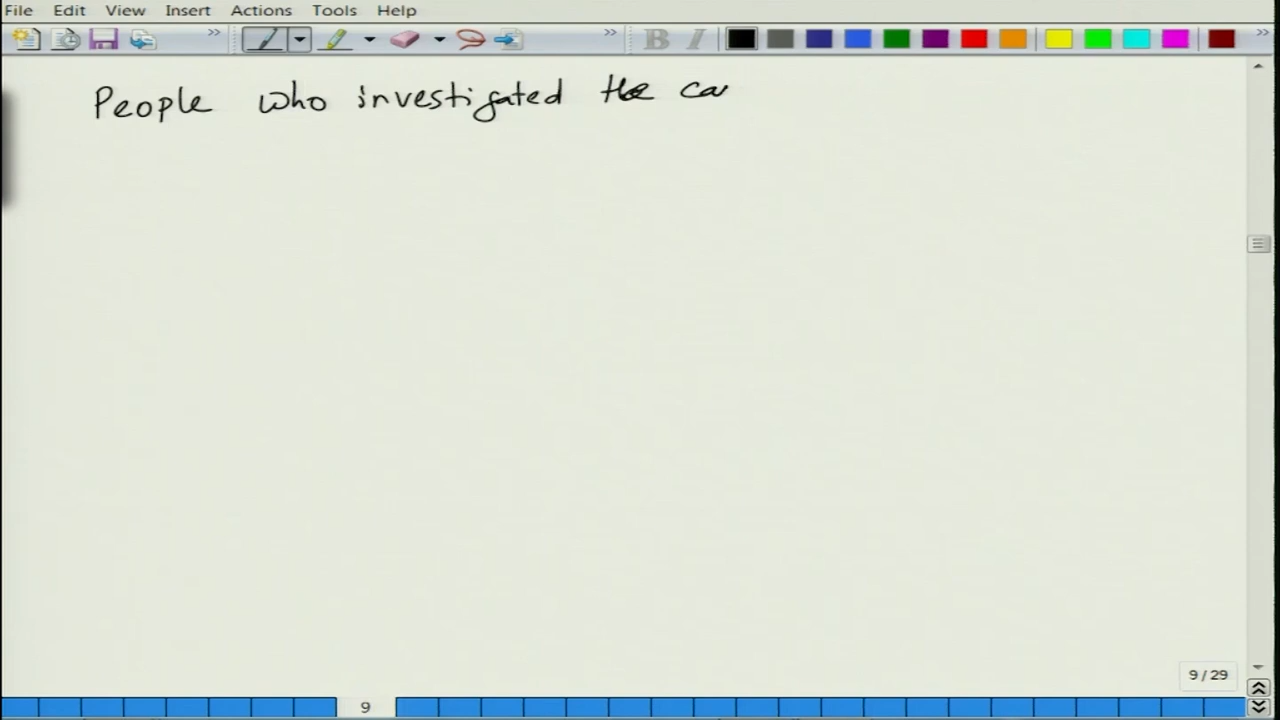 File Edit View Insert Actions Tools Help
B I
People who investigated the ca
9 / 29
9